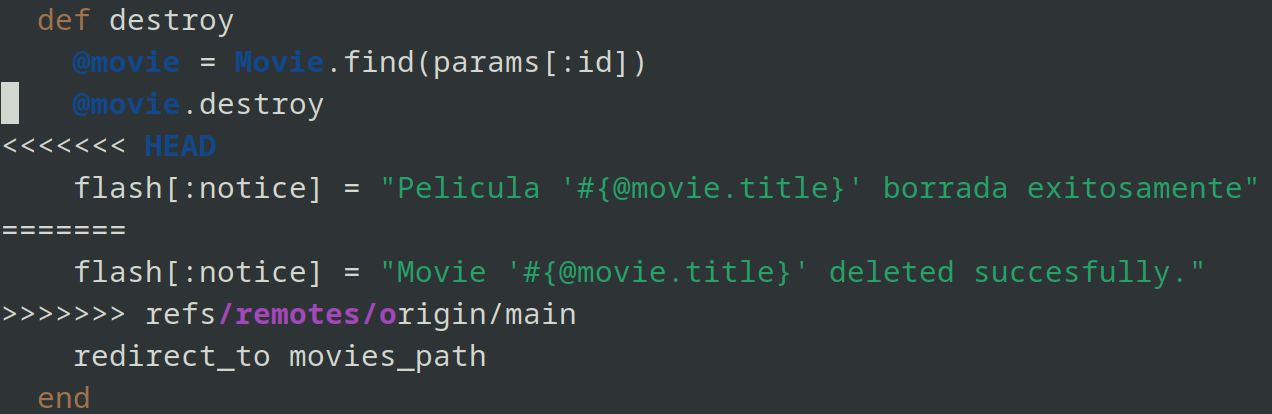 def destroy
@movie = Movie.find(params[:id])
@movie.destroy
<<<<<<< HEAD
flash[:notice] = "Pelicula '#{@movie.title}' borrada exitosamente"
=======
flash[:notice] = "Movie '#{@movie.title}' deleted succesfully."
>>>>>>> refs/remotes/origin/main
redirect_to movies_path
end